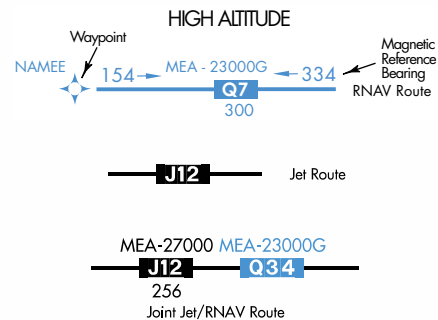 HIGH ALTITUDE
Waypoint
NAMEE
154
MEA - 23000G
334
Magnetic
Reference
Bearing
Q7
RNAV Route
300
J12
Jet Route
MEA-27000 MEA-23000G
J12 Q34
256
Joint Jet/RNAV Route